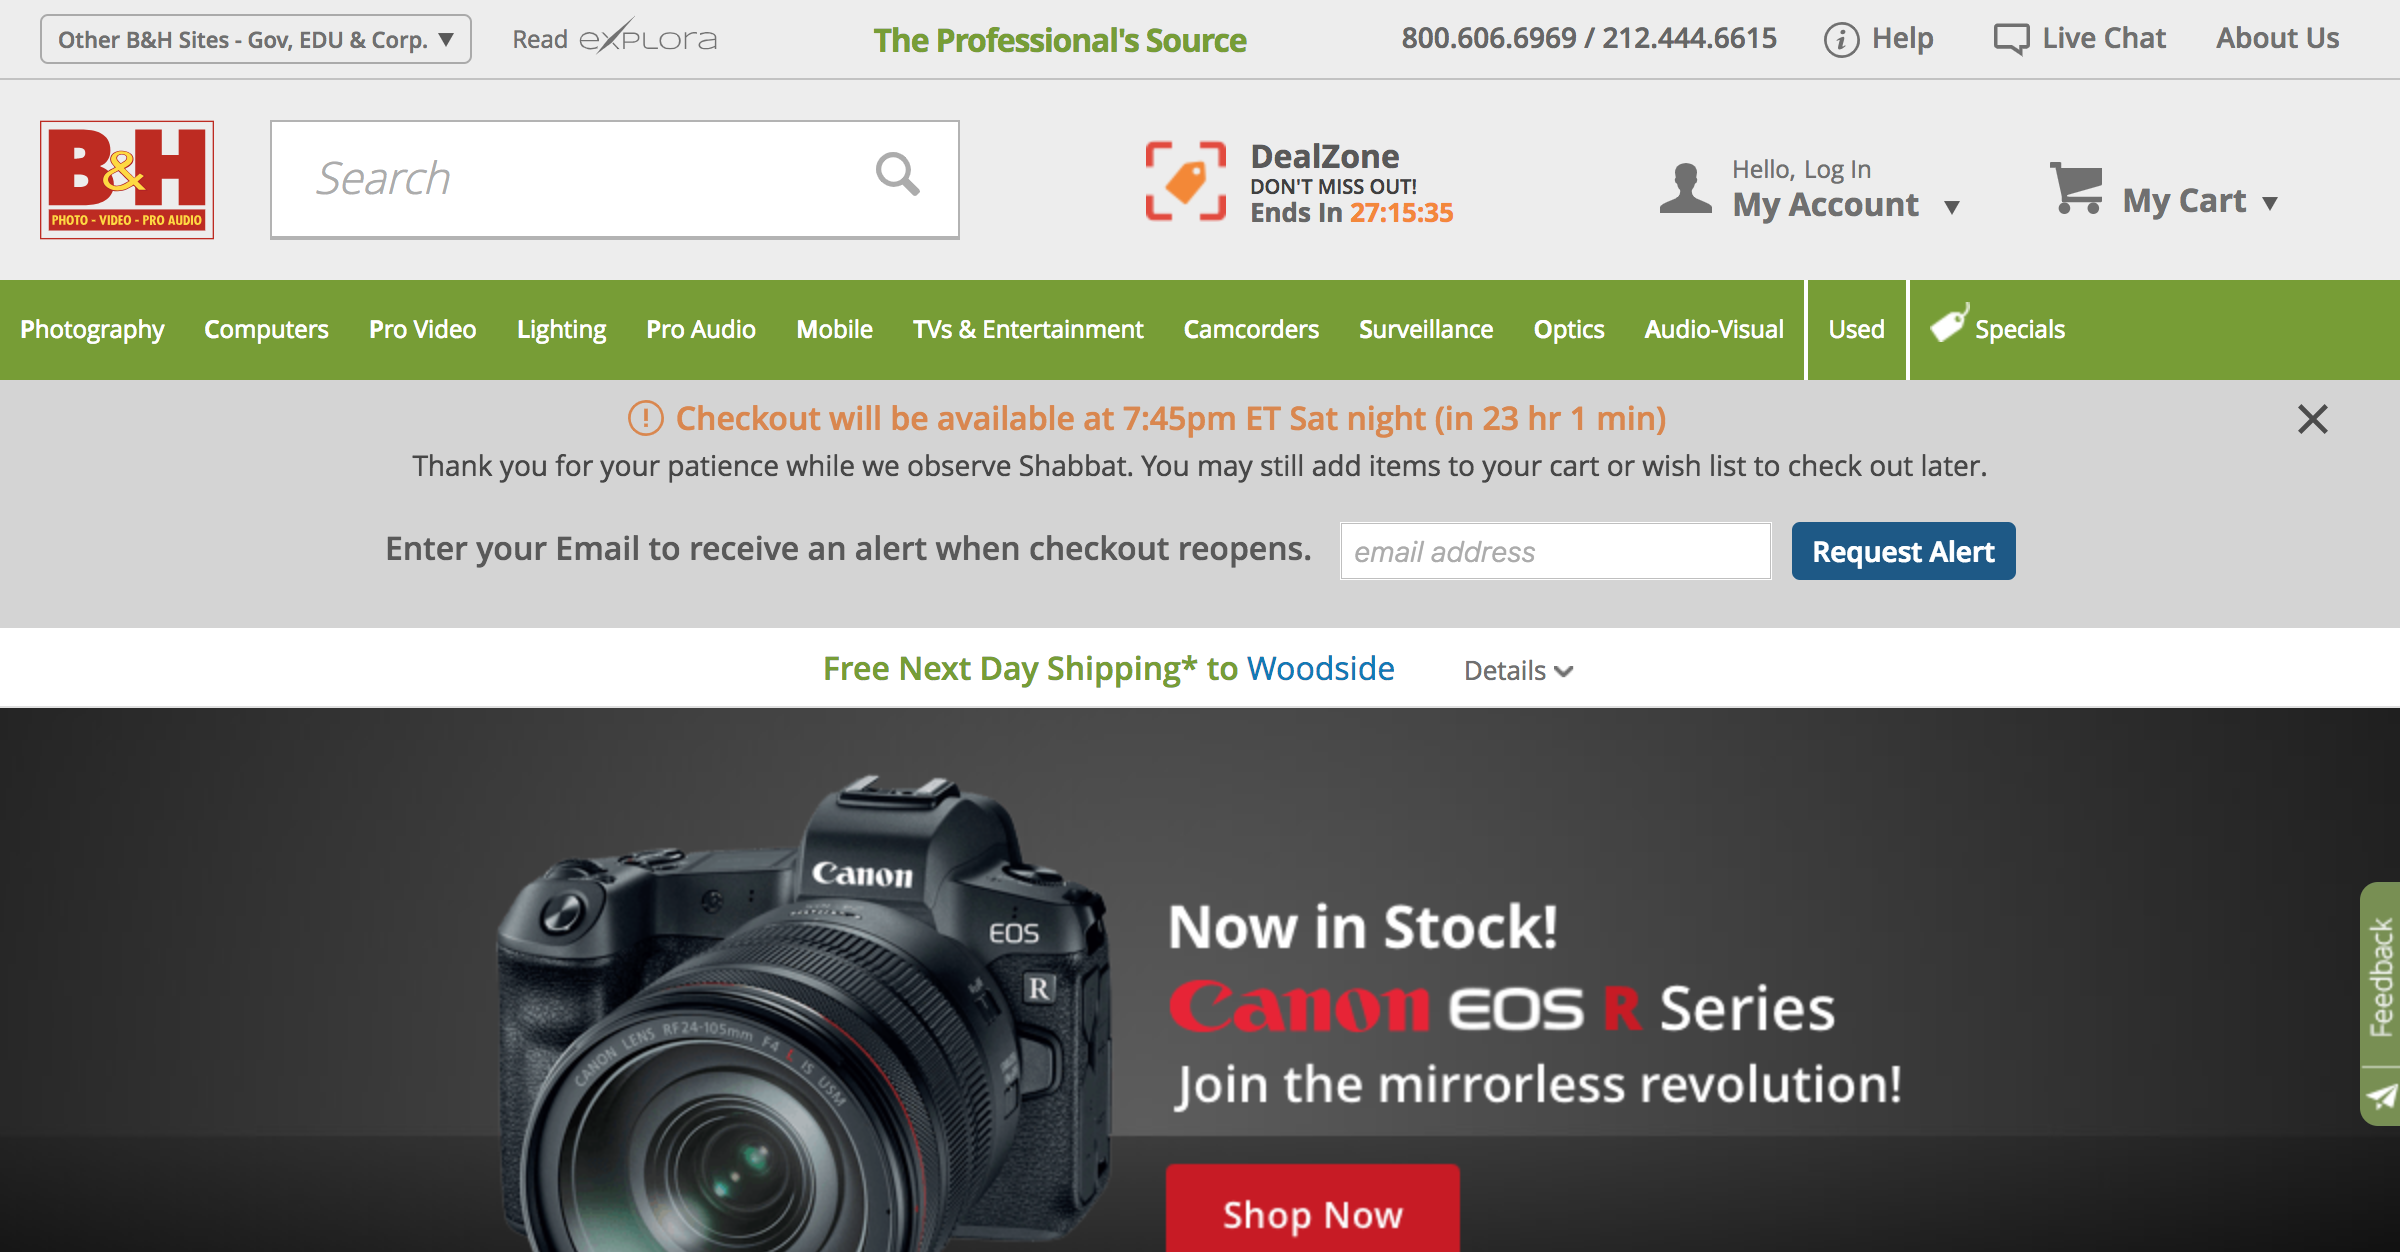 Other B&H Sites - Gov, EDU & Corp. ▼
Read eXPLORA
The Professional's Source
800.606.6969 / 212.444.6615
Help
Live Chat
About Us
B&H
PHOTO - VIDEO - PRO AUDIO
Search
DealZone
DON'T MISS OUT!
Ends In 27:15:35
Hello, Log In
My Account ▼
My Cart ▼
Photography Computers Pro Video Lighting Pro Audio Mobile TVs & Entertainment Camcorders Surveillance Optics Audio-Visual Used Specials
Checkout will be available at 7:45pm ET Sat night (in 23 hr 1 min)
Thank you for your patience while we observe Shabbat. You may still add items to your cart or wish list to check out later.
Enter your Email to receive an alert when checkout reopens.
email address
Request Alert
Free Next Day Shipping* to Woodside
Details
Canon
EOS
R
CANON LENS RF24-105mm F4 L IS USM
Now in Stock!
Canon EOS R Series
Join the mirrorless revolution!
Shop Now
Feedback